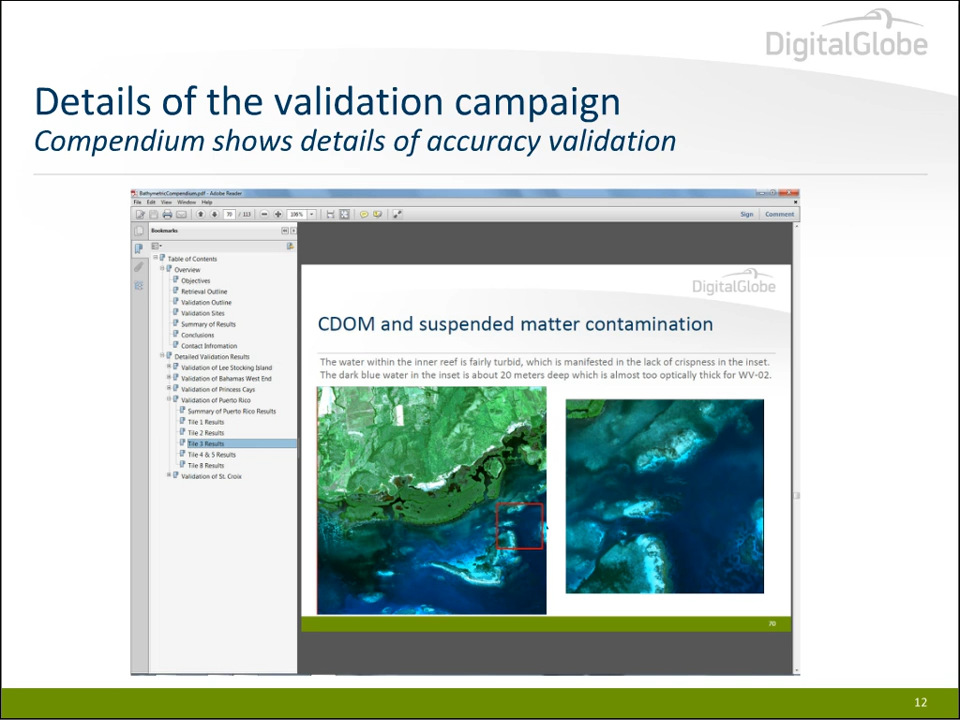 DigitalGlobe
Details of the validation campaign
Compendium shows details of accuracy validation
BathymetricCompendium.pdf - Adobe Reader
File Edit View Window Help
70 / 113
Sign Comment
Bookmarks
Table of Contents
Overview
Objectives
Retrieval Outline
Validation Outline
Validation Sites
Summary of Results
Conclusions
Contact Information
Detailed Validation Results
Validation of Lee Stocking Island
Validation of Bahamas West End
Validation of Princess Cays
Validation of Puerto Rico
Summary of Puerto Rico Results
Tile 1 Results
Tile 2 Results
Tile 3 Results
Tile 4 & 5 Results
Tile 8 Results
Validation of St. Croix
DigitalGlobe
CDOM and suspended matter contamination
The water within the inner reef is fairly turbid, which is manifested in the lack of crispness in the inset.
The dark blue water in the inset is about 20 meters deep which is almost too optically thick for WV-02.
70
12